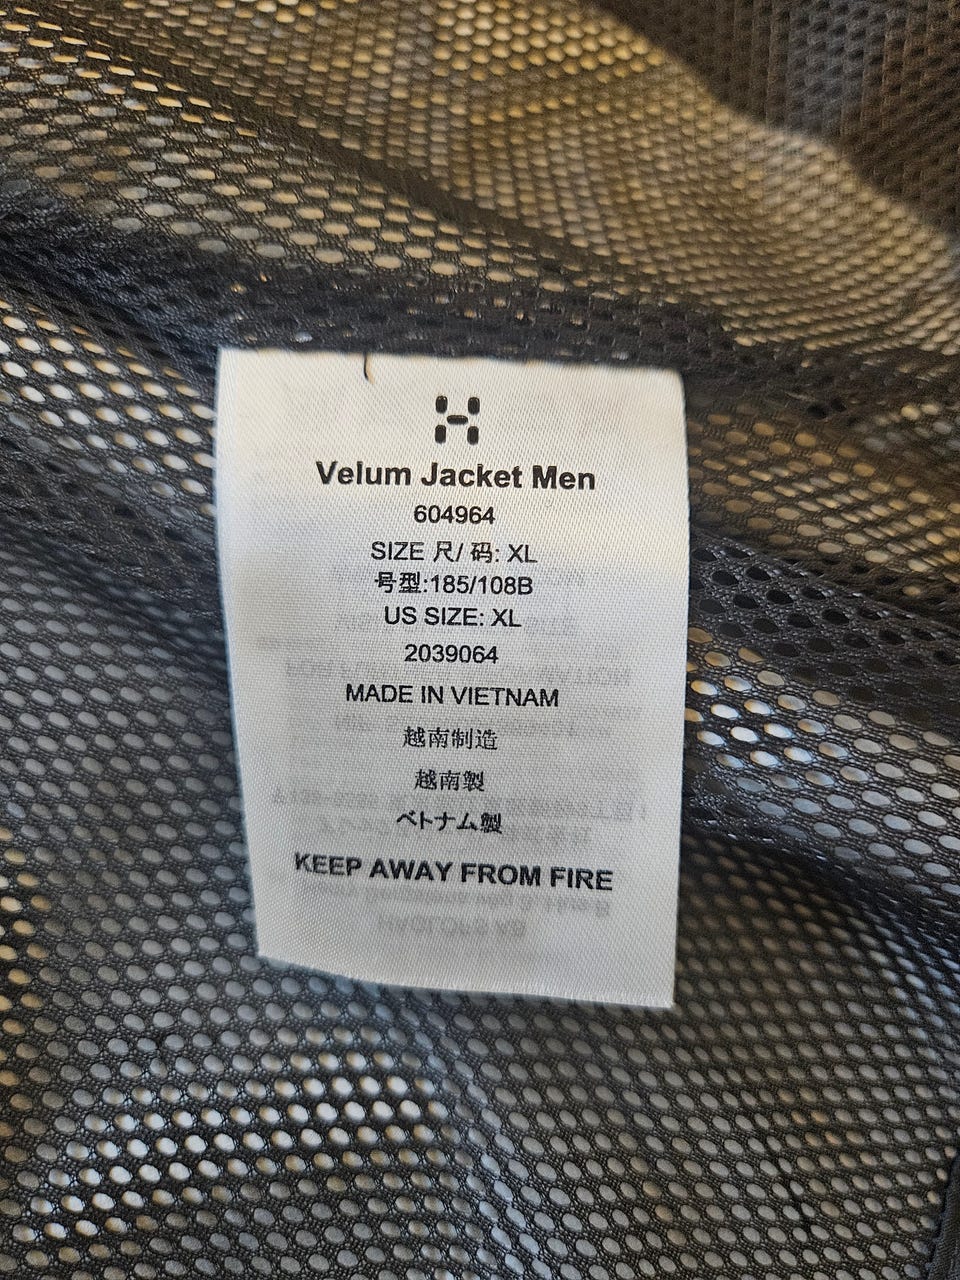 Velum Jacket Men
604964
SIZE 尺/ 码: XL
号型:185/108B
US SIZE: XL
2039064
MADE IN VIETNAM
越南制造
越南製
ベトナム製
KEEP AWAY FROM FIRE